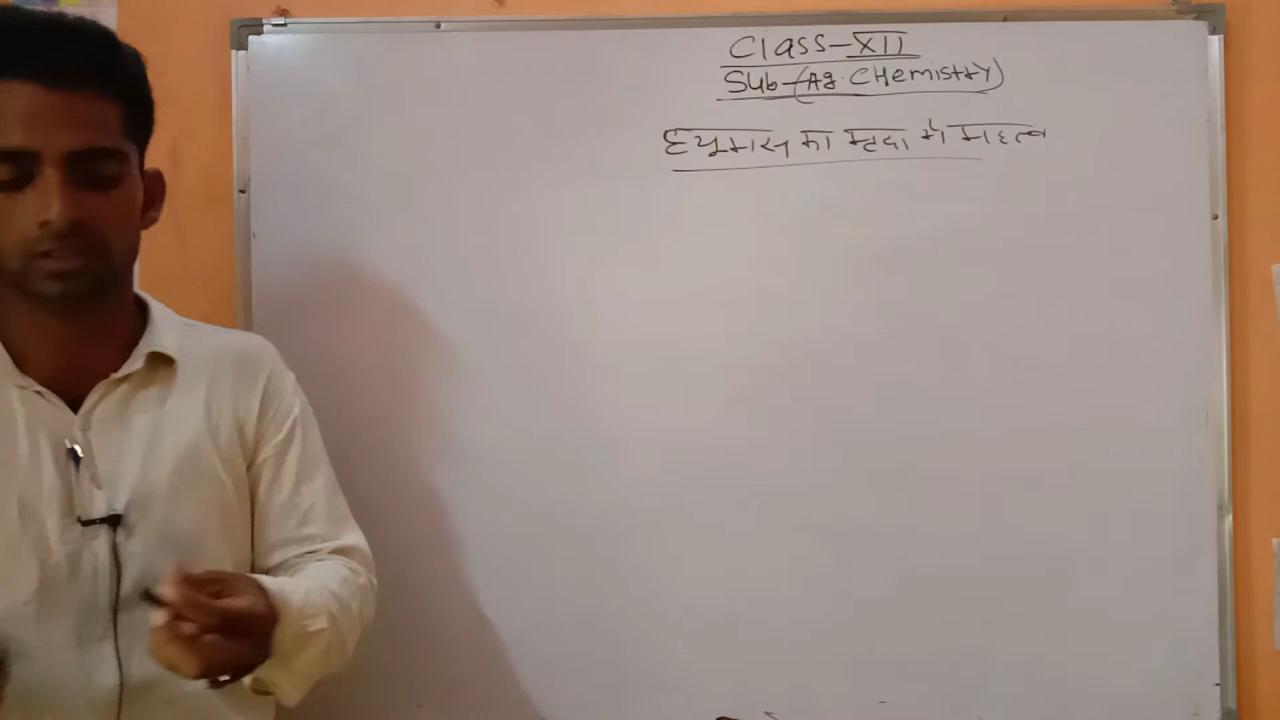 Class-XII
Sub-(Ag. CHemistry)
ह्यूमस का मृदा में महत्व